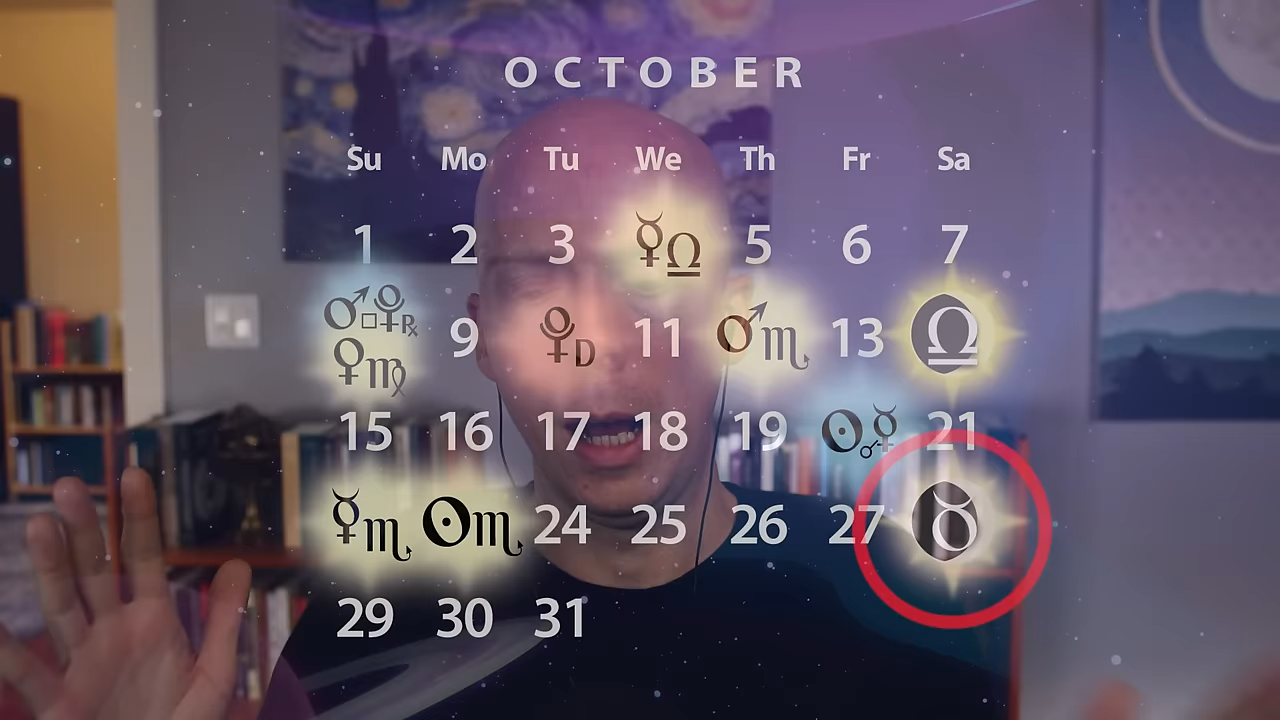 OCTOBER
Su Mo Tu We Th Fr Sa
1 2 3 ☿♎ 5 6 7
♂□♇℞
♀♍ 9 ♇D 11 ♂♏ 13 ♎
15 16 17 18 19 ☉☍☿ 21
☿♏ ☉♏ 24 25 26 27 ♉
29 30 31